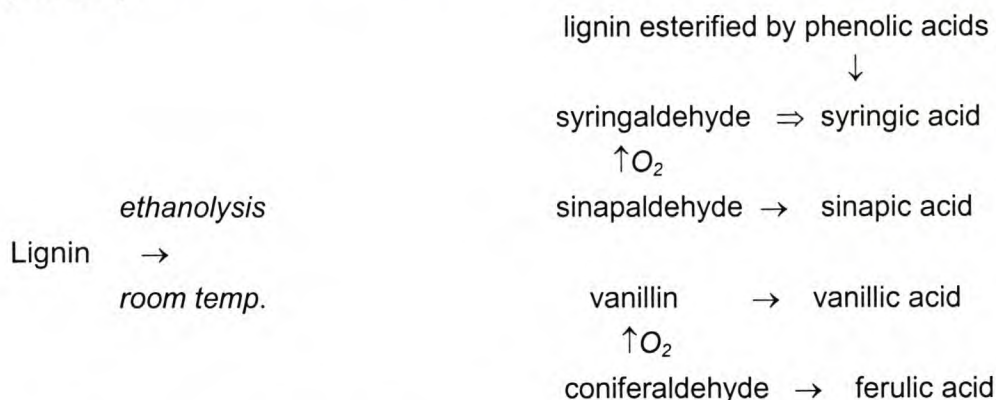 lignin esterified by phenolic acids
↓
syringaldehyde ⇒ syringic acid
↑O₂
ethanolysis
sinapaldehyde → sinapic acid
Lignin →
room temp.
vanillin → vanillic acid
↑O₂
coniferaldehyde → ferulic acid